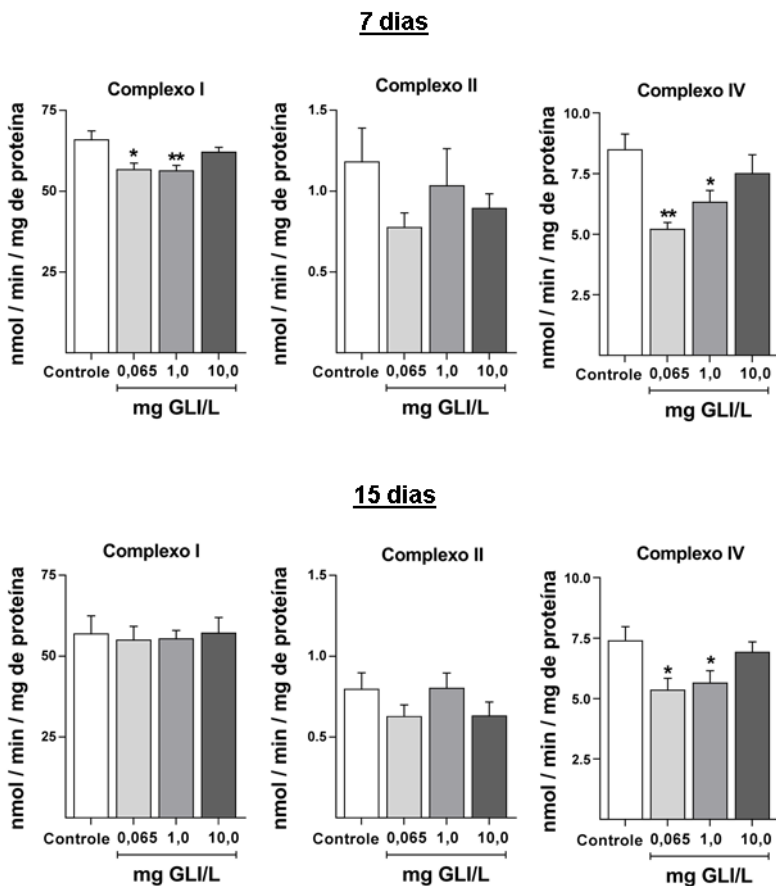 7 dias
Complexo I
nmol / min / mg de proteína
75
50
25
*
**
Controle 0,065 1,0 10,0
mg GLI/L
Complexo II
nmol / min / mg de proteína
1.5
1.0
0.5
Controle 0,065 1,0 10,0
mg GLI/L
Complexo IV
nmol / min / mg de proteína
10.0
7.5
5.0
2.5
**
*
Controle 0,065 1,0 10,0
mg GLI/L
15 dias
Complexo I
nmol / min / mg de proteína
75
50
25
Controle 0,065 1,0 10,0
mg GLI/L
Complexo II
nmol / min / mg de proteína
1.5
1.0
0.5
Controle 0,065 1,0 10,0
mg GLI/L
Complexo IV
nmol / min / mg de proteína
10.0
7.5
5.0
2.5
*
*
Controle 0,065 1,0 10,0
mg GLI/L